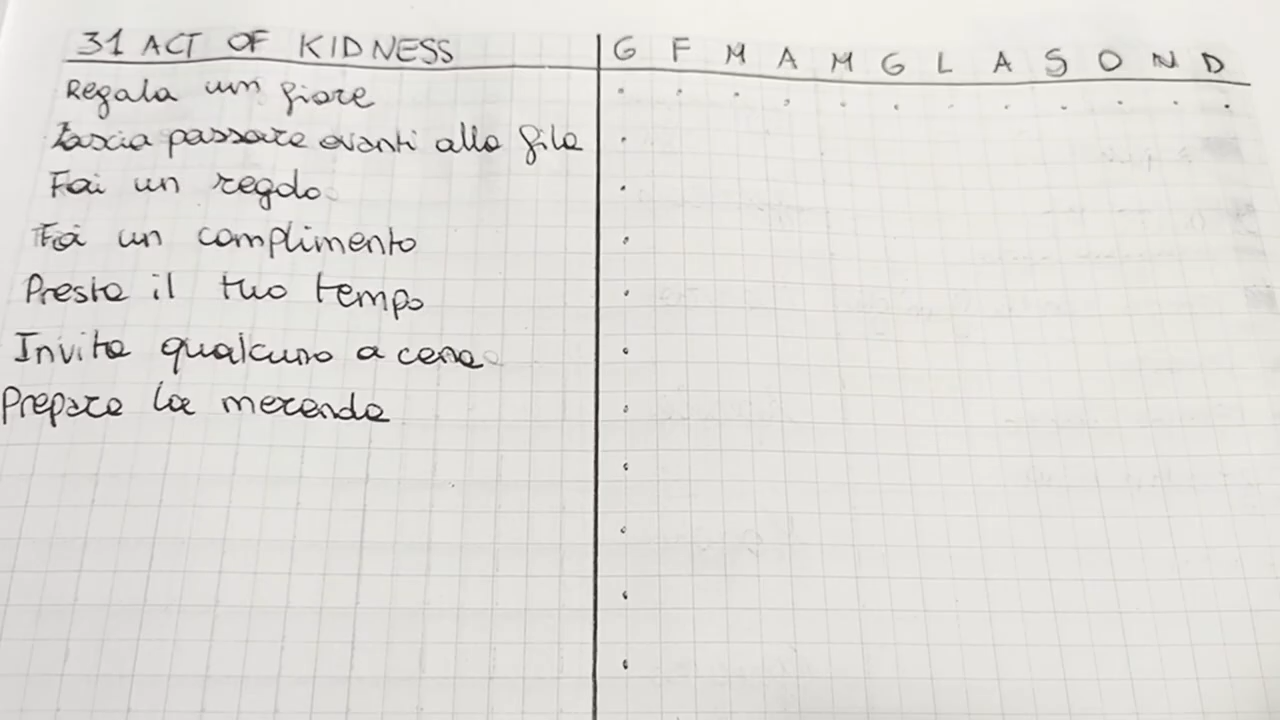 31 ACT OF KIDNESS G F M A M G L A S O N D
Regala un fiore
Lascia passare avanti alla fila
Fai un regalo
Fai un complimento
Presta il tuo tempo
Invita qualcuno a cena
Prepara la merenda